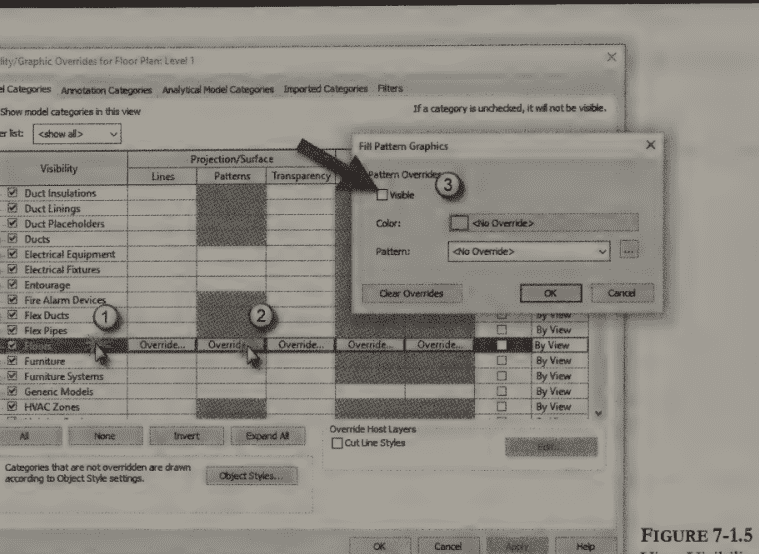 lity/Graphic Overrides for Floor Plan: Level 1
el Categories Annotation Categories Analytical Model Categories Imported Categories Filters
Show model categories in this view
If a category is unchecked, it will not be visible.
er list: <show all>
Visibility
Projection/Surface
Lines Patterns Transparency
Duct Insulations
Duct Linings
Duct Placeholders
Ducts
Electrical Equipment
Electrical Fixtures
Entourage
Fire Alarm Devices
Flex Ducts
Flex Pipes By View
Override... Override... Override... Override... Override... By View
Furniture By View
Furniture Systems By View
Generic Models By View
HVAC Zones By View
1
2
Fill Pattern Graphics
Pattern Overrides
3
Visible
Color: <No Override>
Pattern: <No Override> ...
Clear Overrides OK Cancel
All None Invert Expand All
Override Host Layers
Cut Line Styles
Edit...
Categories that are not overridden are drawn
according to Object Style settings.
Object Styles...
OK Cancel Apply Help
FIGURE 7-1.5